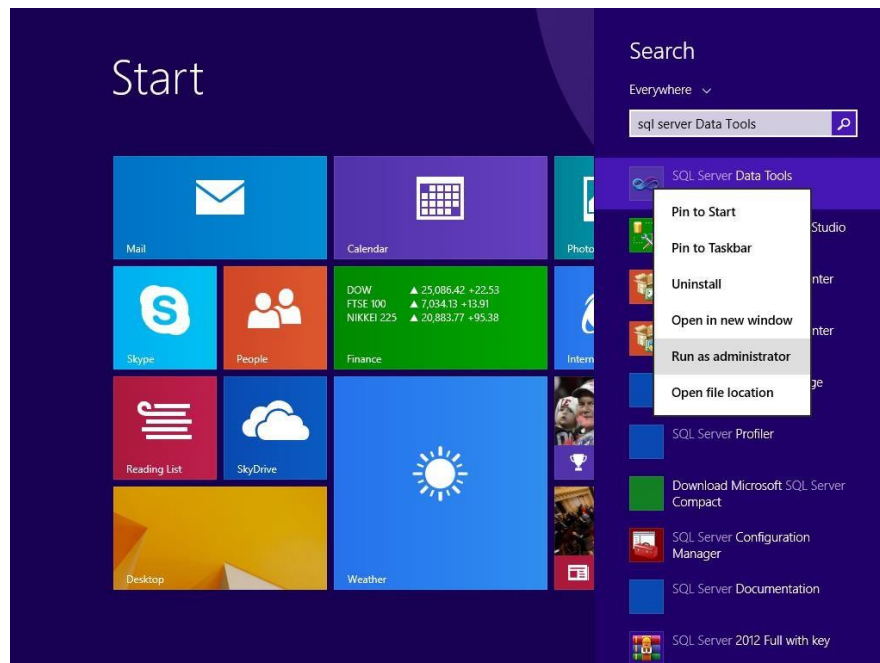 Start
Mail
Calendar
Photo
Skype
People
DOW ▲ 25,086.42 +22.53
FTSE 100 ▲ 7,034.13 +13.91
NIKKEI 225 ▲ 20,883.77 +95.38
Finance
Intern
Reading List
SkyDrive
Desktop
Weather
Search
Everywhere
sql server Data Tools
SQL Server Data Tools
Pin to Start
Pin to Taskbar
Uninstall
Open in new window
Run as administrator
Open file location
Studio
nter
nter
ge
SQL Server Profiler
Download Microsoft SQL Server
Compact
SQL Server Configuration
Manager
SQL Server Documentation
SQL Server 2012 Full with key